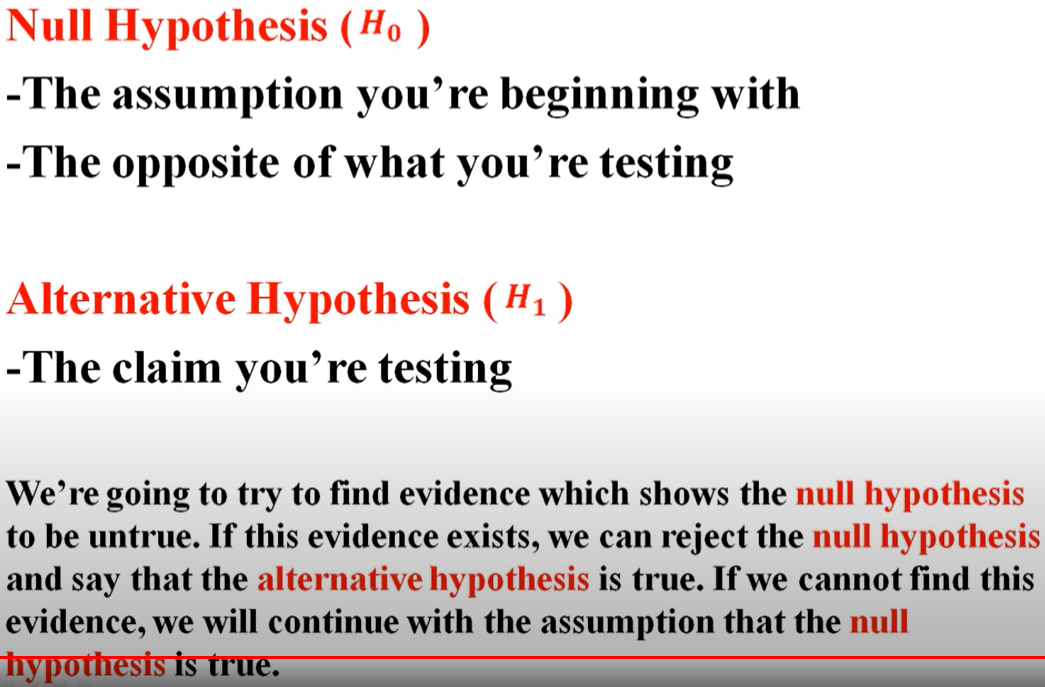 Null Hypothesis ( H₀ )
-The assumption you’re beginning with
-The opposite of what you’re testing
Alternative Hypothesis ( H₁ )
-The claim you’re testing
We’re going to try to find evidence which shows the null hypothesis
to be untrue. If this evidence exists, we can reject the null hypothesis
and say that the alternative hypothesis is true. If we cannot find this
evidence, we will continue with the assumption that the null
hypothesis is true.